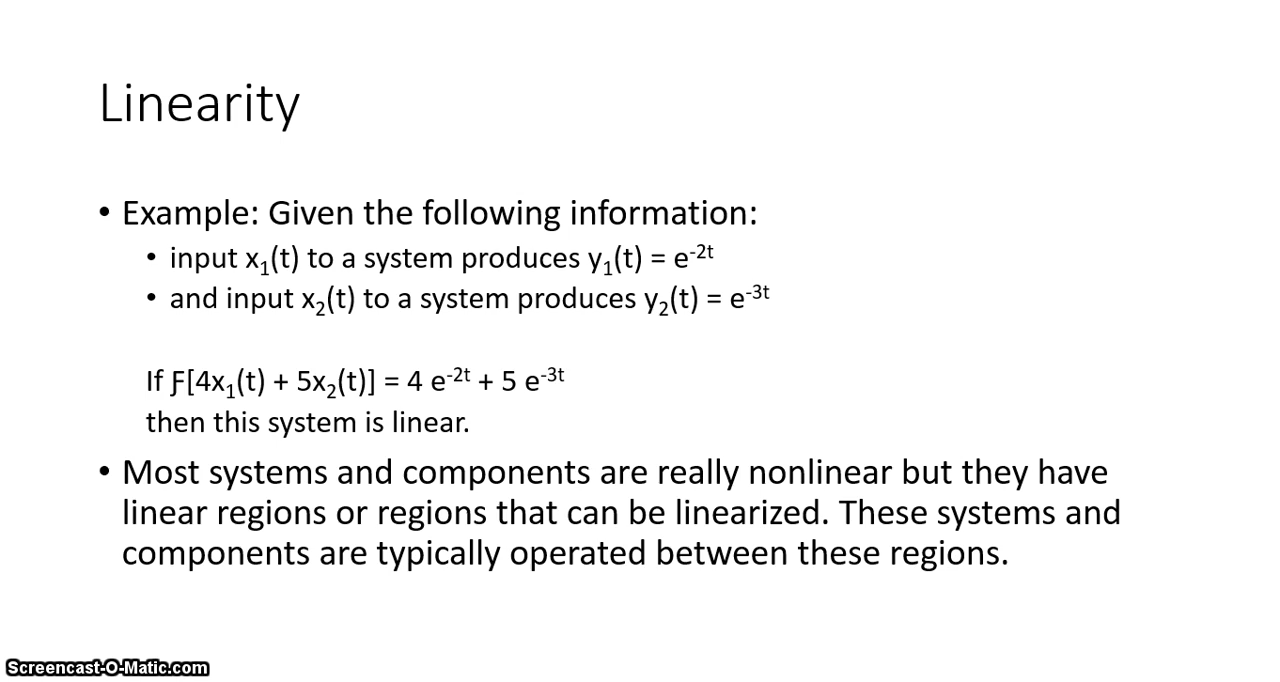 Linearity
• Example: Given the following information:
• input x₁(t) to a system produces y₁(t) = e⁻²ᵗ
• and input x₂(t) to a system produces y₂(t) = e⁻³ᵗ
If Ƒ[4x₁(t) + 5x₂(t)] = 4 e⁻²ᵗ + 5 e⁻³ᵗ
then this system is linear.
• Most systems and components are really nonlinear but they have
linear regions or regions that can be linearized. These systems and
components are typically operated between these regions.
Screencast-O-Matic.com